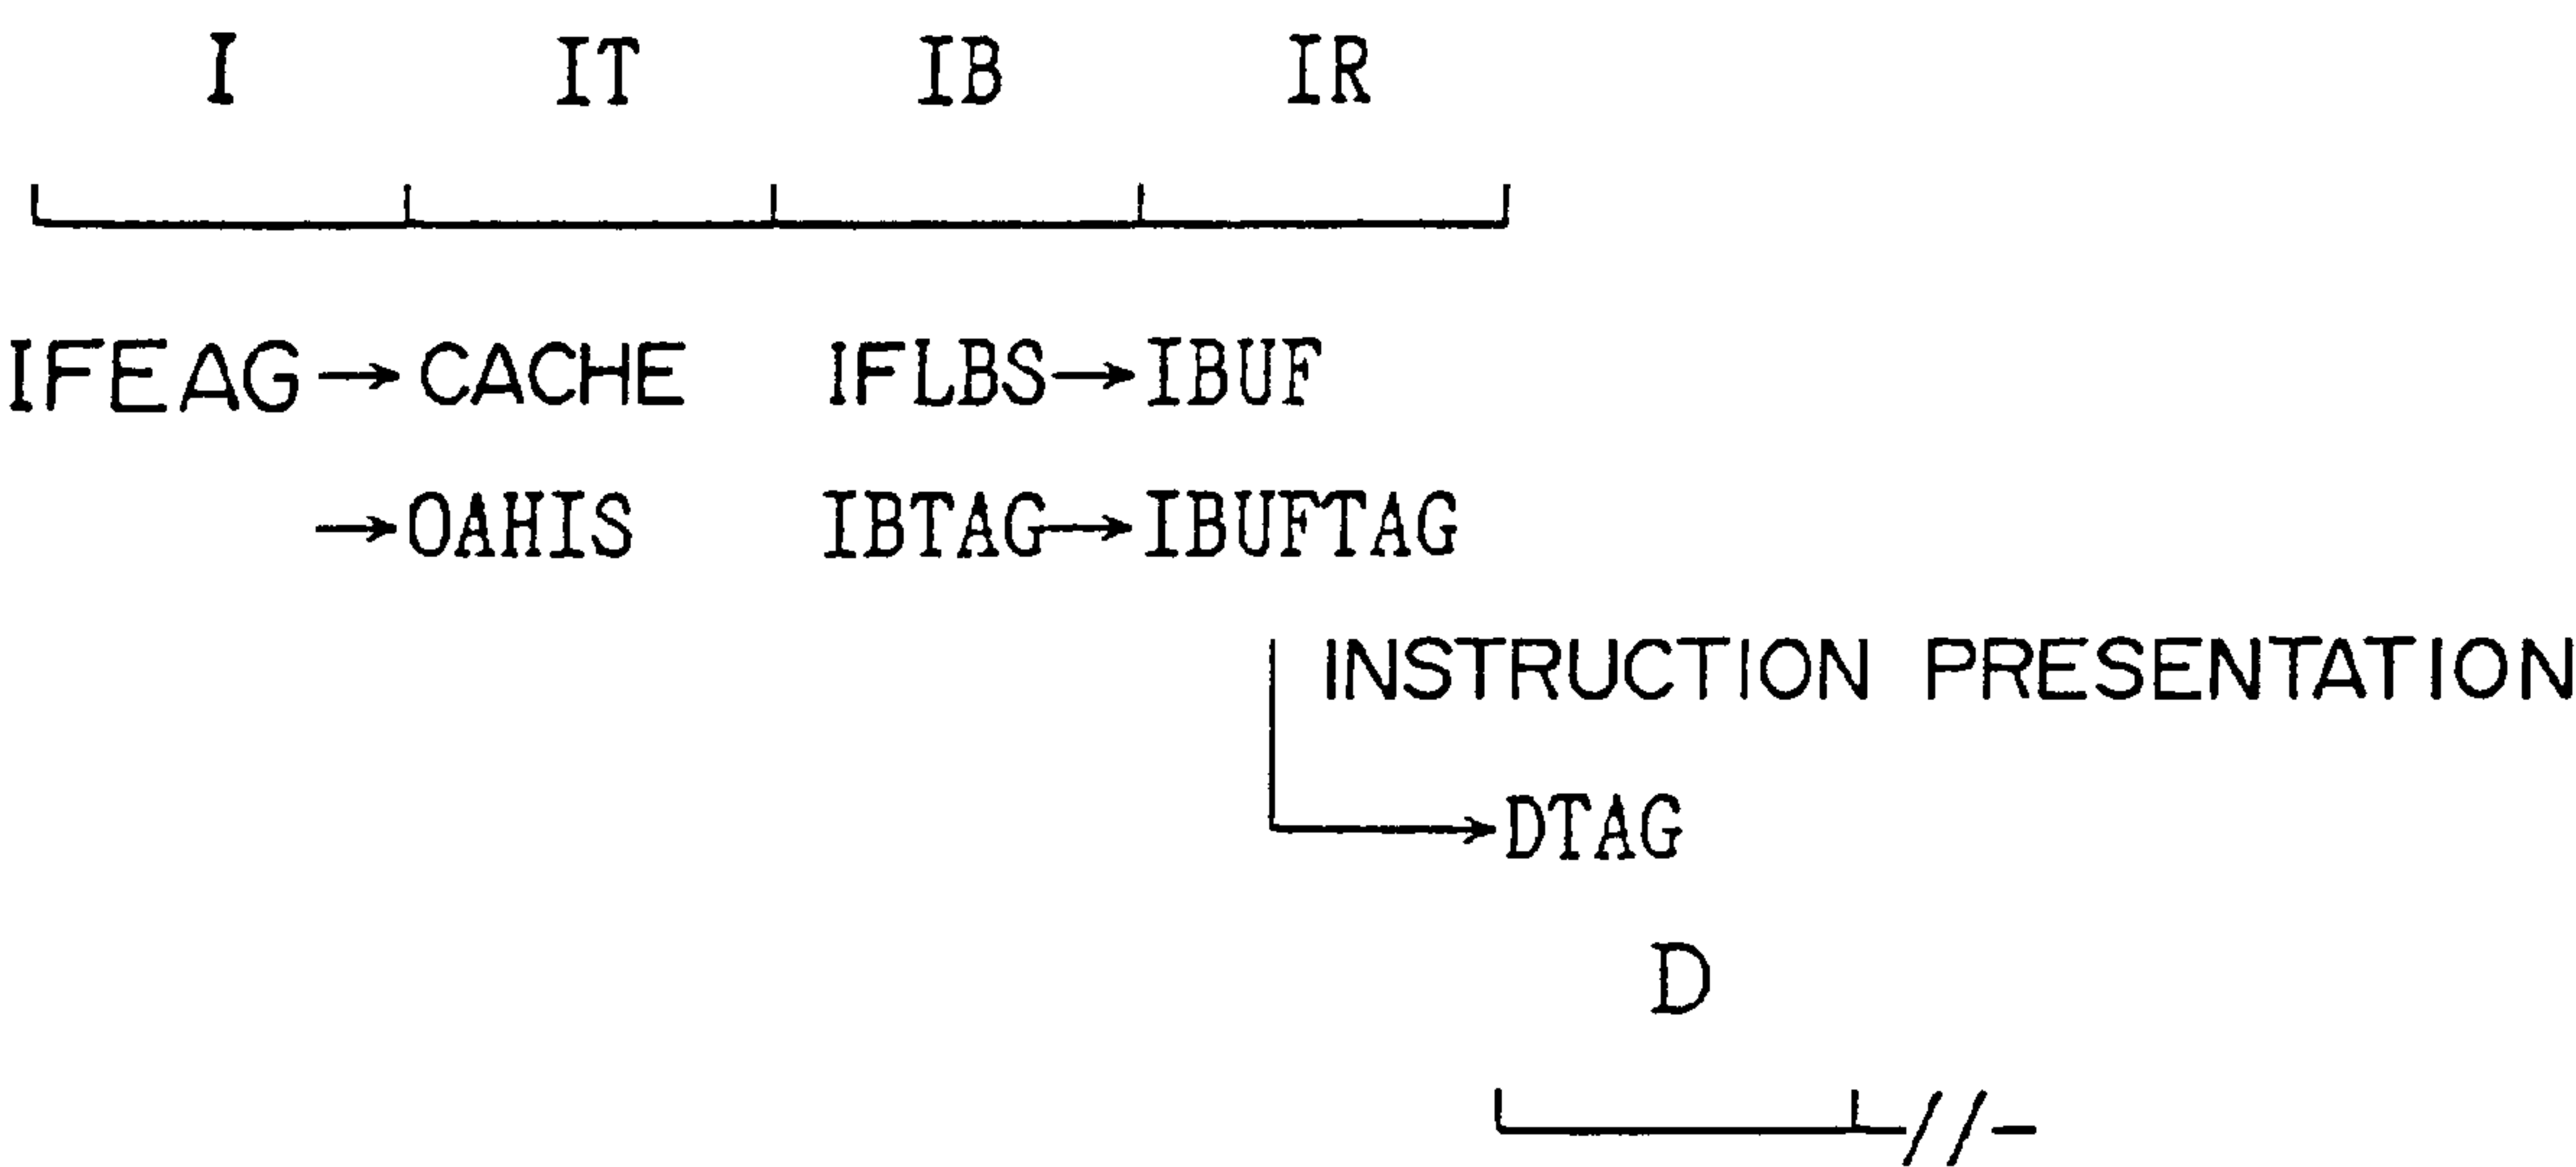 I IT IB IR
IFEAG → CACHE IFLBS → IBUF
→ OAHIS IBTAG → IBUFTAG
INSTRUCTION PRESENTATION
→ DTAG
D